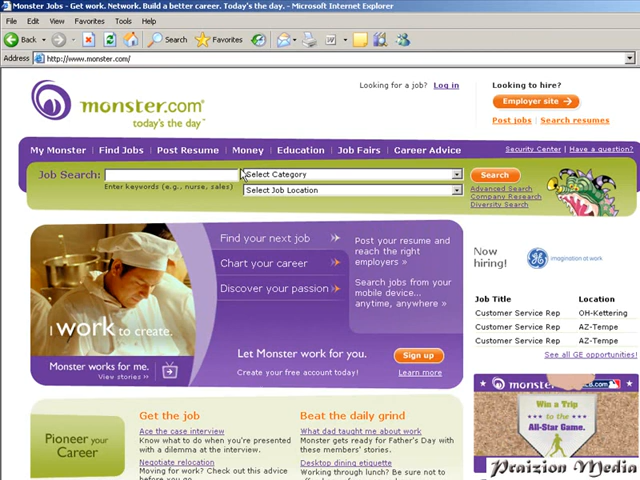 Monster Jobs - Get work. Network. Build a better career. Today's the day. - Microsoft Internet Explorer
File Edit View Favorites Tools Help
Back Search Favorites
Address http://www.monster.com/
Looking for a job? Log in
Looking to hire?
Employer site
Post jobs | Search resumes
monster.com
today's the day
My Monster | Find Jobs | Post Resume | Money | Education | Job Fairs | Career Advice
Security Center | Have a question?
Job Search: Select Category Search
Enter keywords (e.g., nurse, sales)
Select Job Location
Advanced Search
Company Research
Diversity Search
Find your next job
Chart your career
Discover your passion
Post your resume and
reach the right
employers »
Search jobs from your
mobile device...
anytime, anywhere »
I work to create.
Monster works for me.
View stories »
Let Monster work for you.
Create your free account today!
Sign up
Learn more
Now
hiring!
imagination at work
Job Title Location
Customer Service Rep OH-Kettering
Customer Service Rep AZ-Tempe
Customer Service Rep AZ-Tempe
See all GE opportunities!
Pioneer your
Career
Get the job
Ace the case interview
Know what to do when you're presented
with a dilemma at the interview.
Negotiate relocation
Moving for work? Check this advice
Beat the daily grind
What dad taught me about work
Monster gets ready for Father's Day with
these members' stories.
Desktop dining etiquette
Working through lunch? Be sure not to
monster
Win a Trip
to the
All-Star Game.
Praizion Media